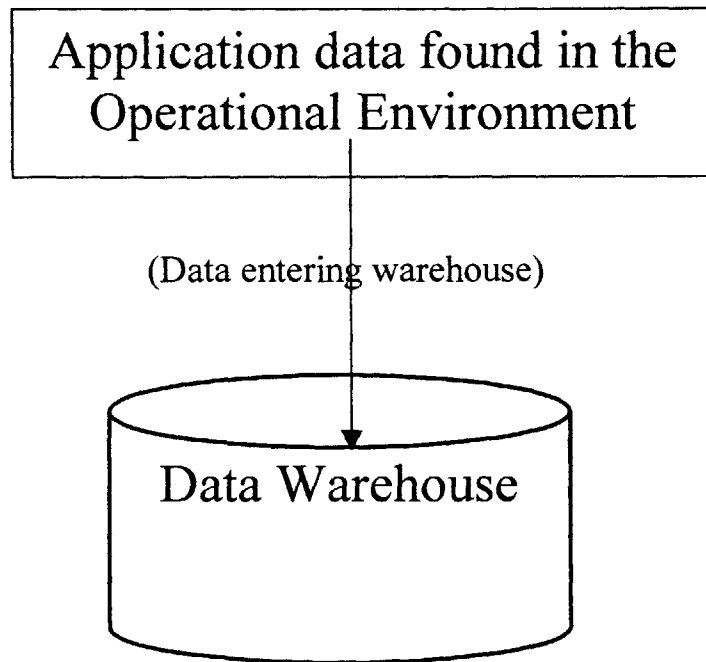 Application data found in the
Operational Environment
(Data entering warehouse)
Data Warehouse